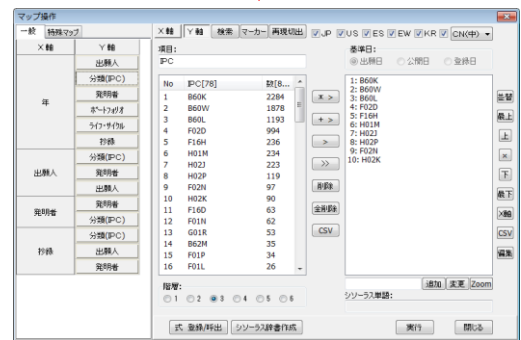 マップ操作
一般 特殊マップ
X 軸 Y 軸
年
出願人
分類(IPC)
発明者
ポートフォリオ
ライフ・サイクル
抄録
出願人
分類(IPC)
発明者
出願人
発明者
発明者
分類(IPC)
抄録
分類(IPC)
出願人
発明者
X 軸 Y 軸 検索 マーカー 再現切出 JP US ES EW KR CN(中)
項目:
IPC
基準日:
出願日 公開日 登録日
No IPC[78] 数[8...
1 B60K 2284
2 B60W 1878
3 B60L 1193
4 F02D 994
5 F16H 236
6 H01M 234
7 H02J 223
8 H02P 119
9 F02N 97
10 H02K 90
11 F16D 63
12 F01N 62
13 G01R 53
14 B62M 35
15 F01P 34
16 F01L 26
* >
+ >
>
>>
削除
全削除
CSV
1: B60K
2: B60W
3: B60L
4: F02D
5: F16H
6: H01M
7: H02J
8: H02P
9: F02N
10: H02K
並替
最上
上
×
下
最下
X軸
CSV
編集
追加 変更 Zoom
階層:
1 2 3 4 5 6
シソーラス単語:
式 登録/呼出 シソーラス辞書作成 実行 閉じる